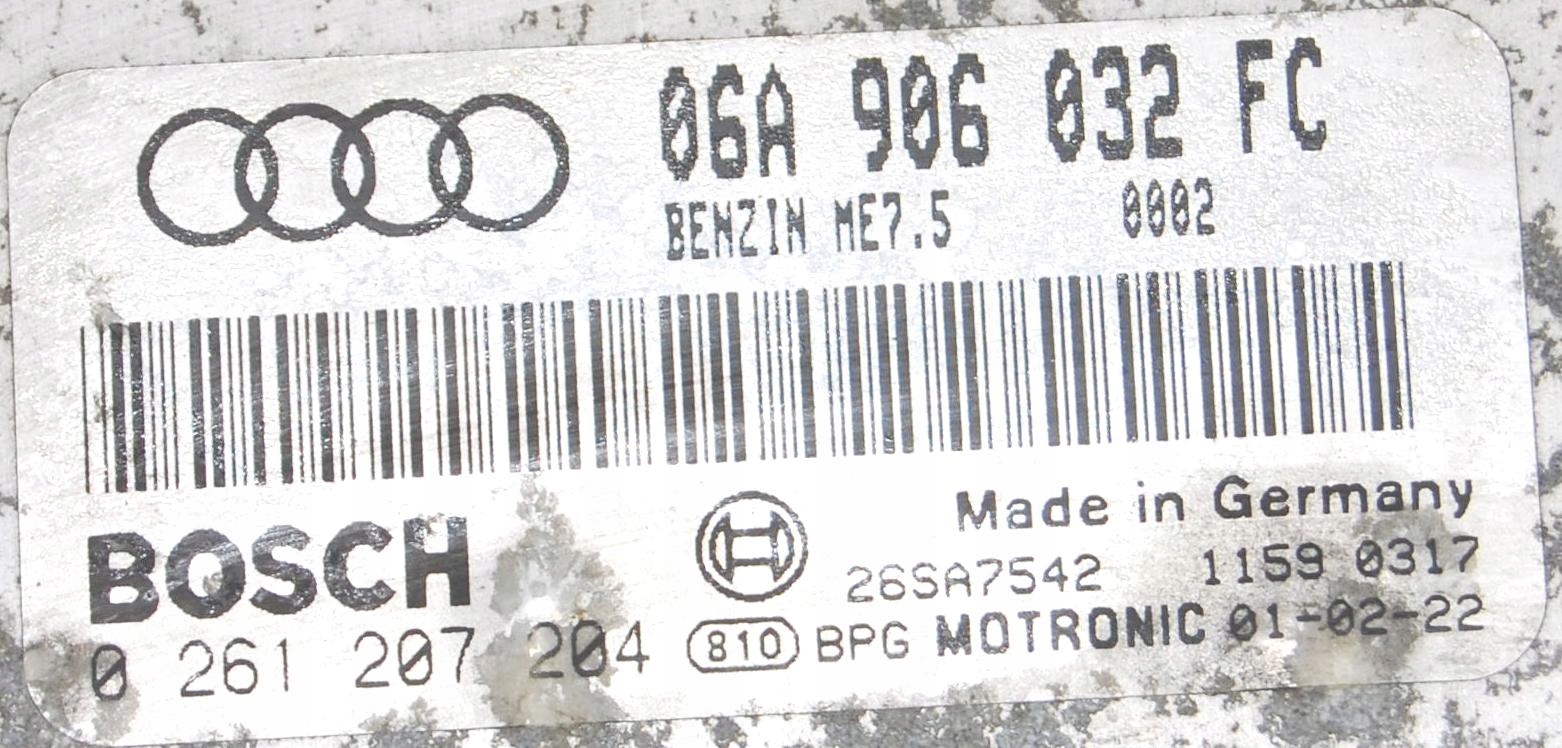 06A 906 032 FC
BENZIN ME7.5 0002
BOSCH
Made in Germany
26SA7542 1159 0317
0 261 207 204 810 BPG MOTRONIC 01-02-22